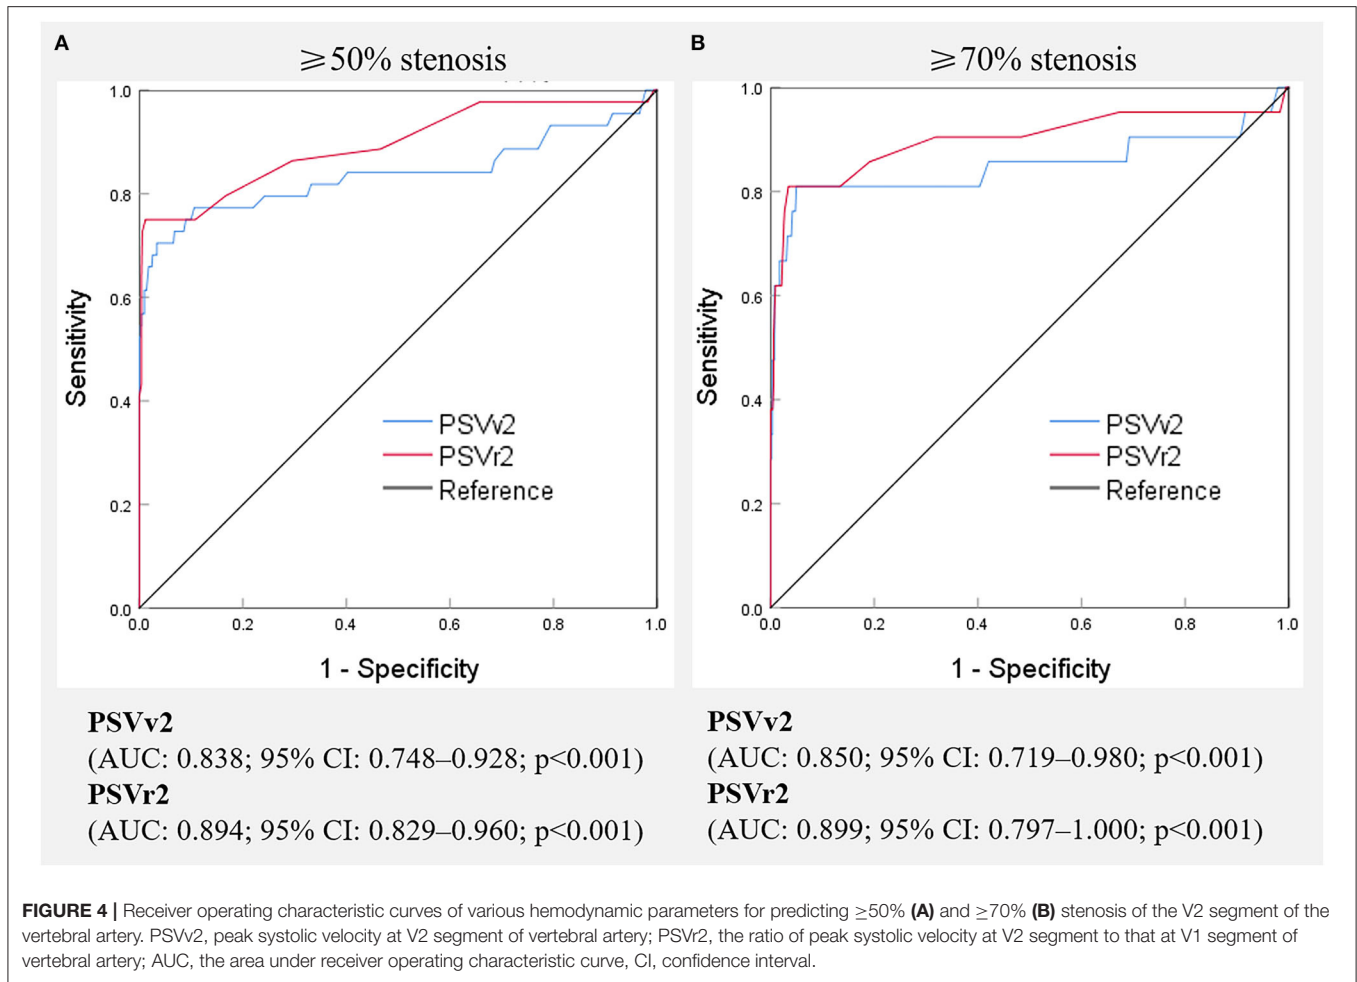 A
≥50% stenosis
1.0
0.8
0.6
0.4
0.2
0.0
Sensitivity
PSVv2
PSVr2
Reference
0.0 0.2 0.4 0.6 0.8 1.0
1 - Specificity
PSVv2
(AUC: 0.838; 95% CI: 0.748–0.928; p<0.001)
PSVr2
(AUC: 0.894; 95% CI: 0.829–0.960; p<0.001)
B
≥70% stenosis
1.0
0.8
0.6
0.4
0.2
0.0
Sensitivity
PSVv2
PSVr2
Reference
0.0 0.2 0.4 0.6 0.8 1.0
1 - Specificity
PSVv2
(AUC: 0.850; 95% CI: 0.719–0.980; p<0.001)
PSVr2
(AUC: 0.899; 95% CI: 0.797–1.000; p<0.001)
FIGURE 4 | Receiver operating characteristic curves of various hemodynamic parameters for predicting ≥50% (A) and ≥70% (B) stenosis of the V2 segment of the
vertebral artery. PSVv2, peak systolic velocity at V2 segment of vertebral artery; PSVr2, the ratio of peak systolic velocity at V2 segment to that at V1 segment of
vertebral artery; AUC, the area under receiver operating characteristic curve, CI, confidence interval.